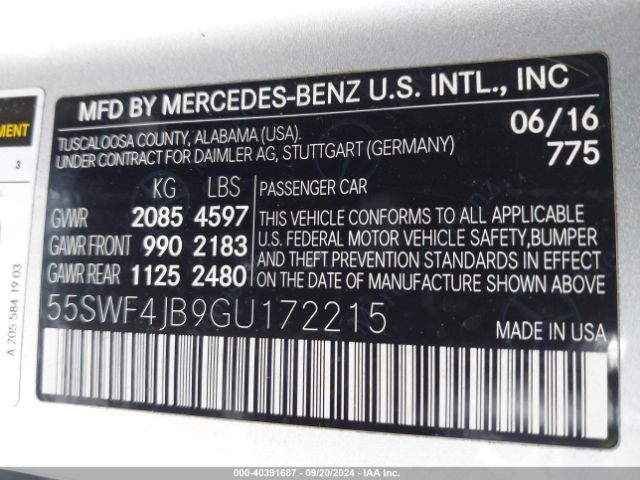 MFD BY MERCEDES-BENZ U.S. INTL., INC
TUSCALOOSA COUNTY, ALABAMA (USA).
UNDER CONTRACT FOR DAIMLER AG, STUTTGART (GERMANY)
06/16
775
KG LBS
GVWR 2085 4597
GAWR FRONT 990 2183
GAWR REAR 1125 2480
PASSENGER CAR
THIS VEHICLE CONFORMS TO ALL APPLICABLE
U.S. FEDERAL MOTOR VEHICLE SAFETY,BUMPER
AND THEFT PREVENTION STANDARDS IN EFFECT
ON THE DATE OF MANUFACTURE SHOWN ABOVE
55SWF4JB9GU172215
MADE IN USA
3
A 205 584 19 03
000-40391687 - 09/20/2024 - IAA Inc.